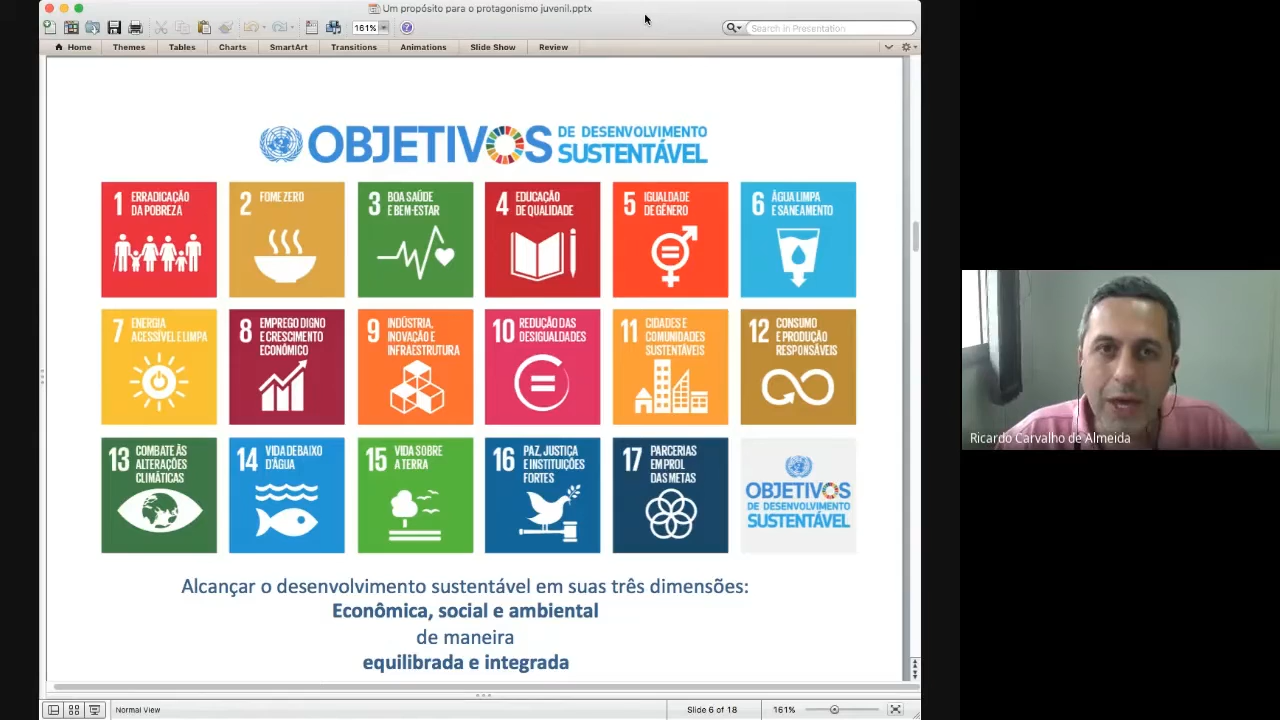 Um propósito para o protagonismo juvenil.pptx
161%
Search in Presentation
Home Themes Tables Charts SmartArt Transitions Animations Slide Show Review
OBJETIVOS DE DESENVOLVIMENTO
SUSTENTÁVEL
1 ERRADICAÇÃO
DA POBREZA
2 FOME ZERO
3 BOA SAÚDE
E BEM-ESTAR
4 EDUCAÇÃO
DE QUALIDADE
5 IGUALDADE
DE GÊNERO
6 ÁGUA LIMPA
E SANEAMENTO
7 ENERGIA
ACESSÍVEL E LIMPA
8 EMPREGO DIGNO
E CRESCIMENTO
ECONÔMICO
9 INDÚSTRIA,
INOVAÇÃO E
INFRAESTRUTURA
10 REDUÇÃO DAS
DESIGUALDADES
11 CIDADES E
COMUNIDADES
SUSTENTÁVEIS
12 CONSUMO
E PRODUÇÃO
RESPONSÁVEIS
13 COMBATE ÀS
ALTERAÇÕES
CLIMÁTICAS
14 VIDA DEBAIXO
D'ÁGUA
15 VIDA SOBRE
A TERRA
16 PAZ, JUSTIÇA
E INSTITUIÇÕES
FORTES
17 PARCERIAS
EM PROL
DAS METAS
OBJETIVOS
DE DESENVOLVIMENTO
SUSTENTÁVEL
Alcançar o desenvolvimento sustentável em suas três dimensões:
Econômica, social e ambiental
de maneira
equilibrada e integrada
Normal View
Slide 6 of 18
161%
Ricardo Carvalho de Almeida